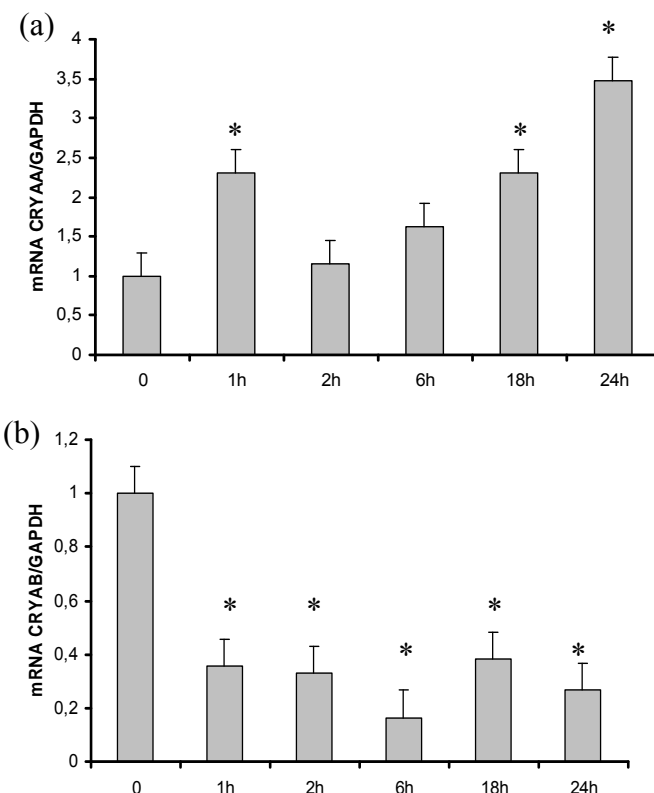 (a)
mRNA CRYAA/GAPDH
4
3,5
3
2,5
2
1,5
1
0,5
0
* * *
0 1h 2h 6h 18h 24h
(b)
mRNA CRYAB/GAPDH
1,2
1
0,8
0,6
0,4
0,2
0
* * * * *
0 1h 2h 6h 18h 24h